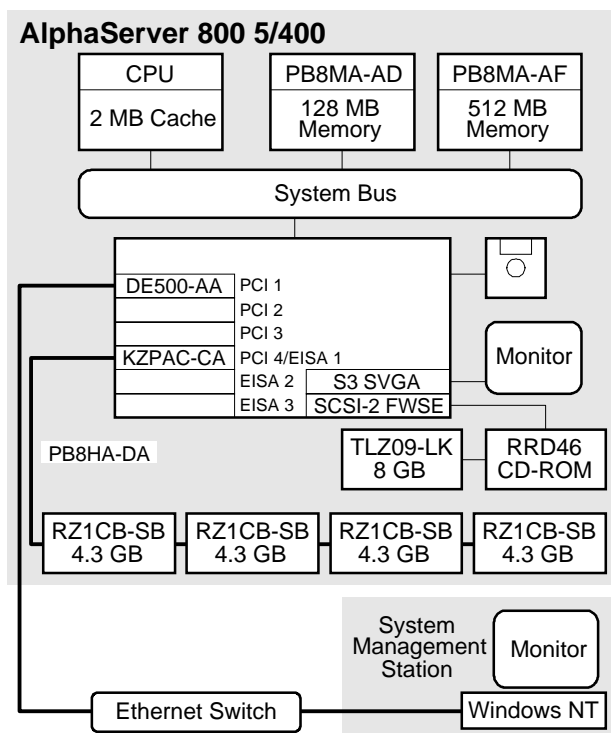 AlphaServer 800 5/400
CPU
2 MB Cache
PB8MA-AD
128 MB
Memory
PB8MA-AF
512 MB
Memory
System Bus
DE500-AA
PCI 1
PCI 2
PCI 3
KZPAC-CA
PCI 4/EISA 1
EISA 2
S3 SVGA
EISA 3
SCSI-2 FWSE
Monitor
PB8HA-DA
TLZ09-LK
8 GB
RRD46
CD-ROM
RZ1CB-SB
4.3 GB
RZ1CB-SB
4.3 GB
RZ1CB-SB
4.3 GB
RZ1CB-SB
4.3 GB
System
Management
Station
Monitor
Ethernet Switch
Windows NT